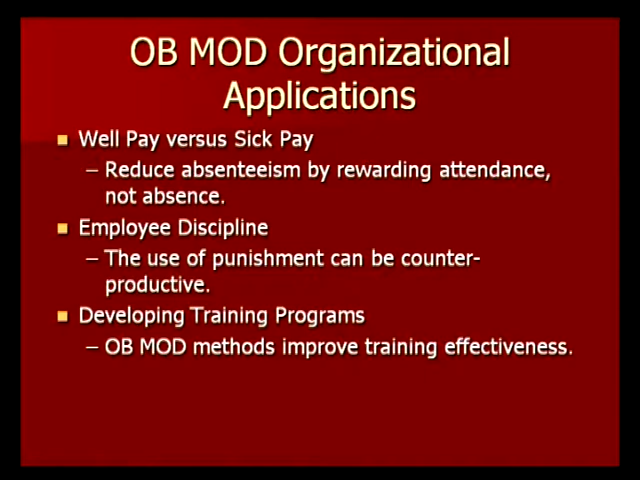 OB MOD Organizational
Applications
Well Pay versus Sick Pay
– Reduce absenteeism by rewarding attendance,
not absence.
Employee Discipline
– The use of punishment can be counter-
productive.
Developing Training Programs
– OB MOD methods improve training effectiveness.